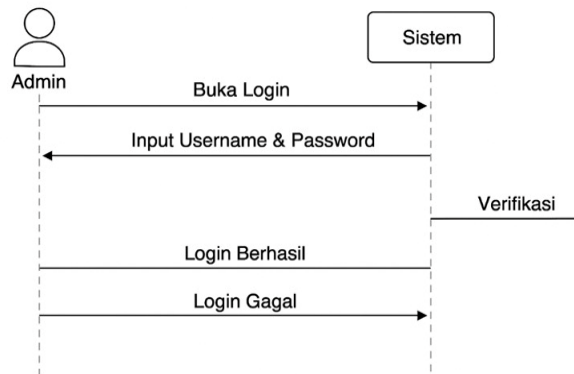 Sistem
Admin
Buka Login
Input Username & Password
Verifikasi
Login Berhasil
Login Gagal